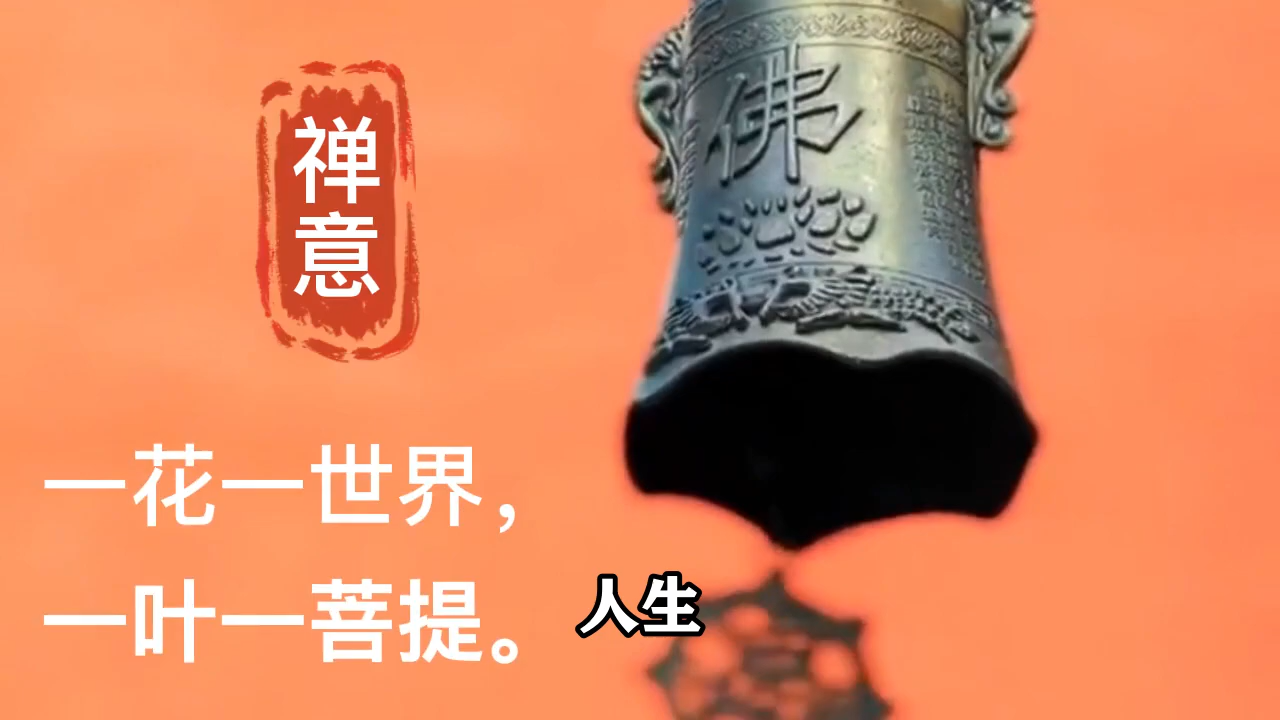 禅意
佛
一花一世界，
一叶一菩提。
人生